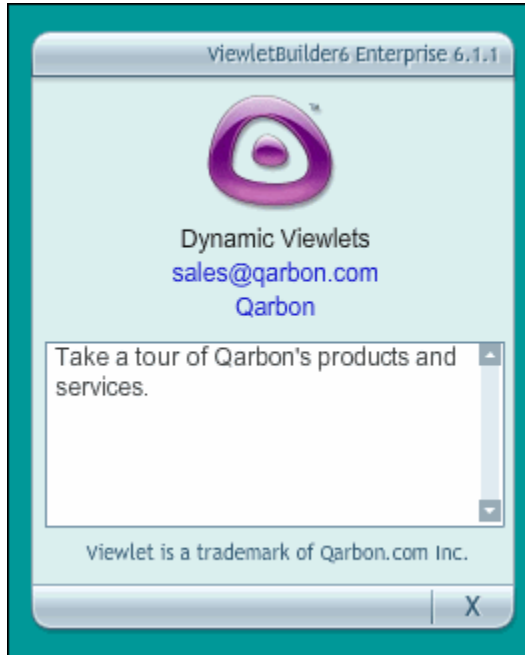 ViewletBuilder6 Enterprise 6.1.1
TM
Dynamic Viewlets
sales@qarbon.com
Qarbon
Take a tour of Qarbon's products and
services.
Viewlet is a trademark of Qarbon.com Inc.
X